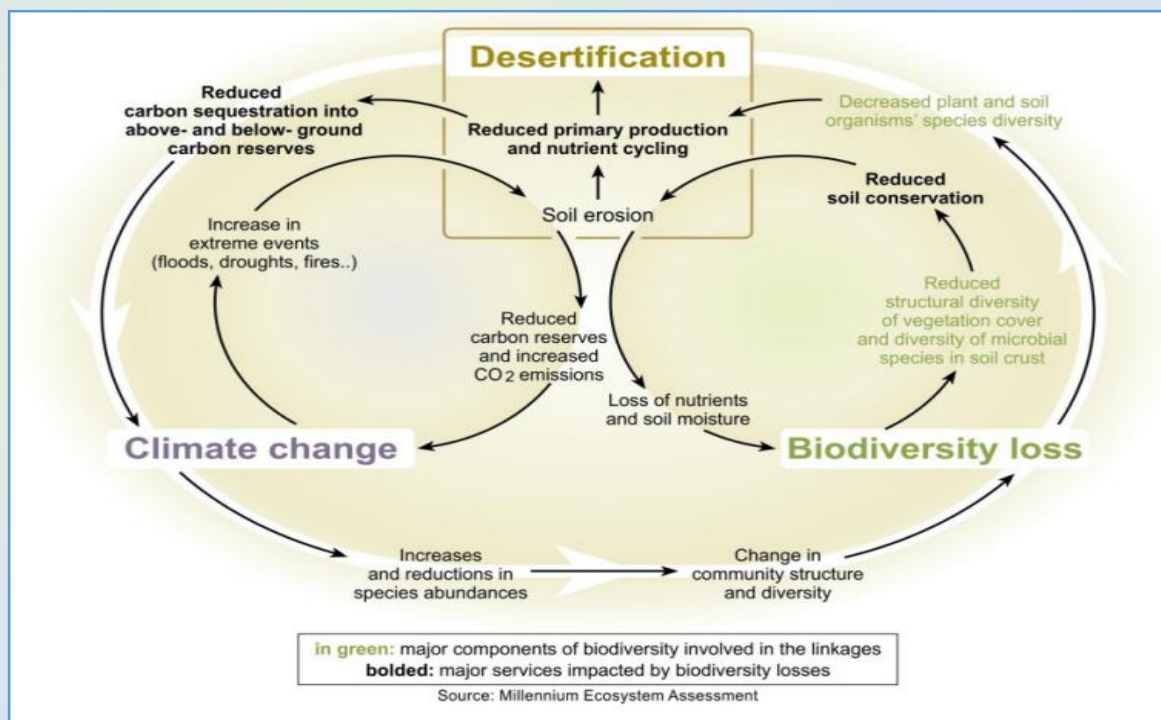 Desertification
Reduced
carbon sequestration into
above- and below- ground
carbon reserves
Reduced primary production
and nutrient cycling
Decreased plant and soil
organisms' species diversity
Reduced
soil conservation
Soil erosion
Increase in
extreme events
(floods, droughts, fires..)
Reduced
carbon reserves
and increased
CO2 emissions
Reduced
structural diversity
of vegetation cover
and diversity of microbial
species in soil crust
Loss of nutrients
and soil moisture
Climate change
Biodiversity loss
Increases
and reductions in
species abundances
Change in
community structure
and diversity
in green: major components of biodiversity involved in the linkages
bolded: major services impacted by biodiversity losses
Source: Millennium Ecosystem Assessment